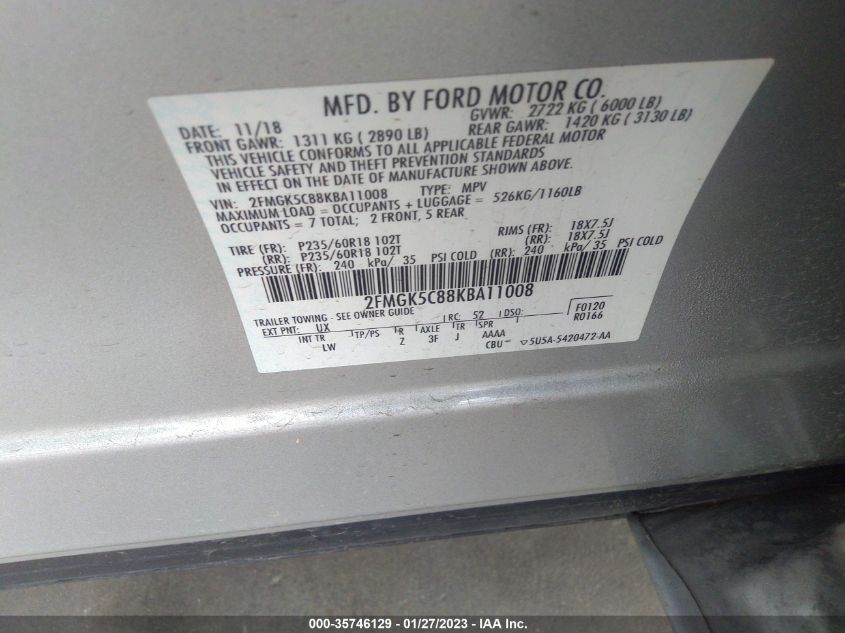 MFD. BY FORD MOTOR CO.
DATE: 11/18 GVWR: 2722 KG ( 6000 LB)
FRONT GAWR: 1311 KG ( 2890 LB) REAR GAWR: 1420 KG ( 3130 LB)
THIS VEHICLE CONFORMS TO ALL APPLICABLE FEDERAL MOTOR
VEHICLE SAFETY AND THEFT PREVENTION STANDARDS
IN EFFECT ON THE DATE OF MANUFACTURE SHOWN ABOVE.
VIN: 2FMGK5C88KBA11008 TYPE: MPV
MAXIMUM LOAD = OCCUPANTS + LUGGAGE = 526KG/1160LB
OCCUPANTS = 7 TOTAL; 2 FRONT, 5 REAR
TIRE (FR): P235/60R18 102T RIMS (FR): 18X7.5J
(RR): P235/60R18 102T (RR): 18X7.5J
PRESSURE (FR): 240 kPa/ 35 PSI COLD (RR): 240 kPa/ 35 PSI COLD
2FMGK5C88KBA11008
TRAILER TOWING - SEE OWNER GUIDE
EXT PNT: UX RC: 52 DSO: F0120
R0166
INT TR TP/PS R AXLE TR SPR
LW Z 3F J AAAA
CBU- ▽5U5A-5420472-AA
000-35746129 - 01/27/2023 - IAA Inc.